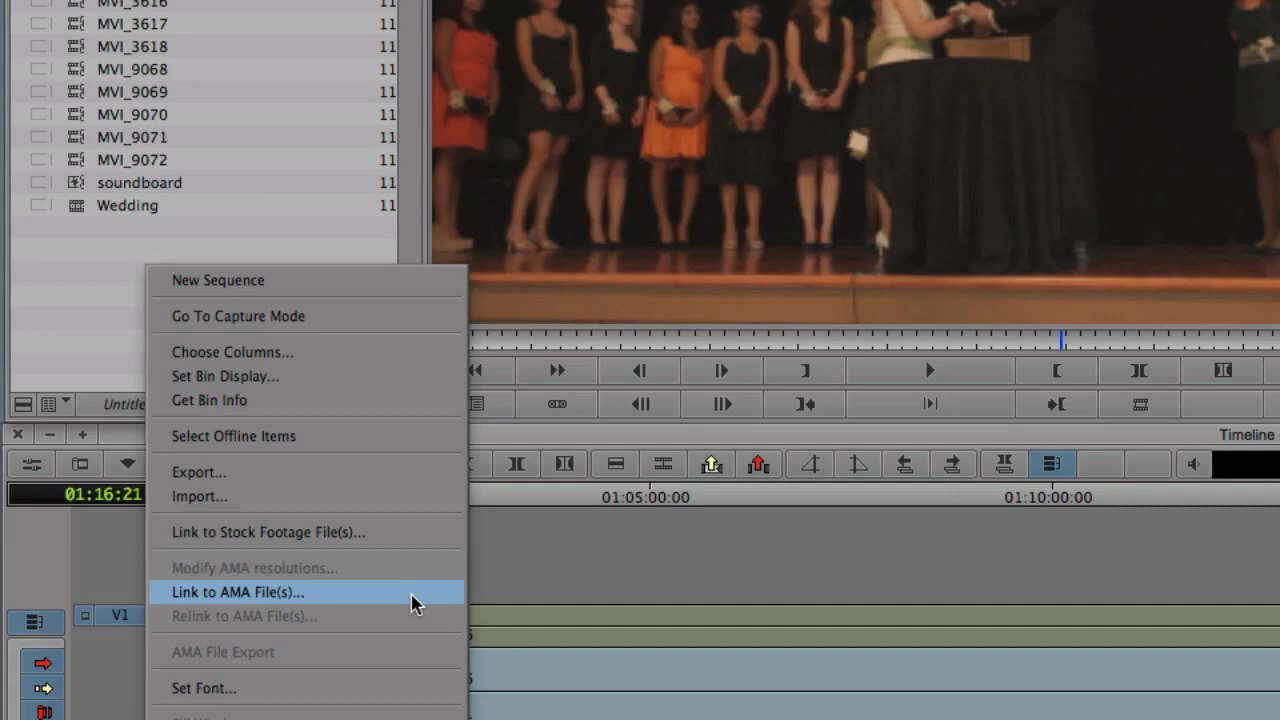 MVI_3616 11
MVI_3617 11
MVI_3618 11
MVI_9068 11
MVI_9069 11
MVI_9070 11
MVI_9071 11
MVI_9072 11
soundboard 11
Wedding 11
New Sequence
Go To Capture Mode
Choose Columns...
Set Bin Display...
Get Bin Info
Select Offline Items
Export...
Import...
Link to Stock Footage File(s)...
Modify AMA resolutions...
Link to AMA File(s)...
Relink to AMA File(s)...
AMA File Export
Set Font...
Untitle
Timeline
01:16:21
01:05:00:00
01:10:00:00
V1